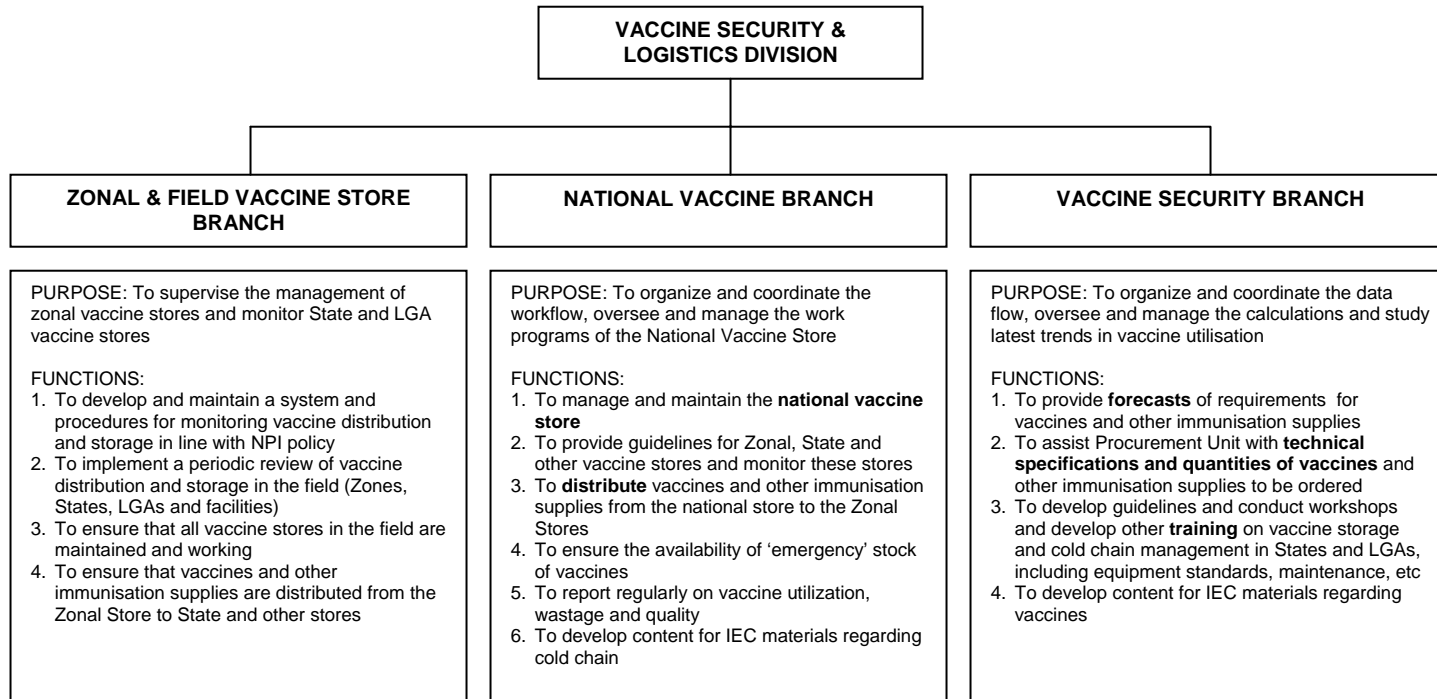 VACCINE SECURITY &
LOGISTICS DIVISION
ZONAL & FIELD VACCINE STORE
BRANCH
NATIONAL VACCINE BRANCH
VACCINE SECURITY BRANCH
PURPOSE: To supervise the management of
zonal vaccine stores and monitor State and LGA
vaccine stores
FUNCTIONS:
1. To develop and maintain a system and
procedures for monitoring vaccine distribution
and storage in line with NPI policy
2. To implement a periodic review of vaccine
distribution and storage in the field (Zones,
States, LGAs and facilities)
3. To ensure that all vaccine stores in the field are
maintained and working
4. To ensure that vaccines and other
immunisation supplies are distributed from the
Zonal Store to State and other stores
PURPOSE: To organize and coordinate the
workflow, oversee and manage the work
programs of the National Vaccine Store
FUNCTIONS:
1. To manage and maintain the national vaccine
store
2. To provide guidelines for Zonal, State and
other vaccine stores and monitor these stores
3. To distribute vaccines and other immunisation
supplies from the national store to the Zonal
Stores
4. To ensure the availability of ‘emergency’ stock
of vaccines
5. To report regularly on vaccine utilization,
wastage and quality
6. To develop content for IEC materials regarding
cold chain
PURPOSE: To organize and coordinate the data
flow, oversee and manage the calculations and study
latest trends in vaccine utilisation
FUNCTIONS:
1. To provide forecasts of requirements for
vaccines and other immunisation supplies
2. To assist Procurement Unit with technical
specifications and quantities of vaccines and
other immunisation supplies to be ordered
3. To develop guidelines and conduct workshops
and develop other training on vaccine storage
and cold chain management in States and LGAs,
including equipment standards, maintenance, etc
4. To develop content for IEC materials regarding
vaccines